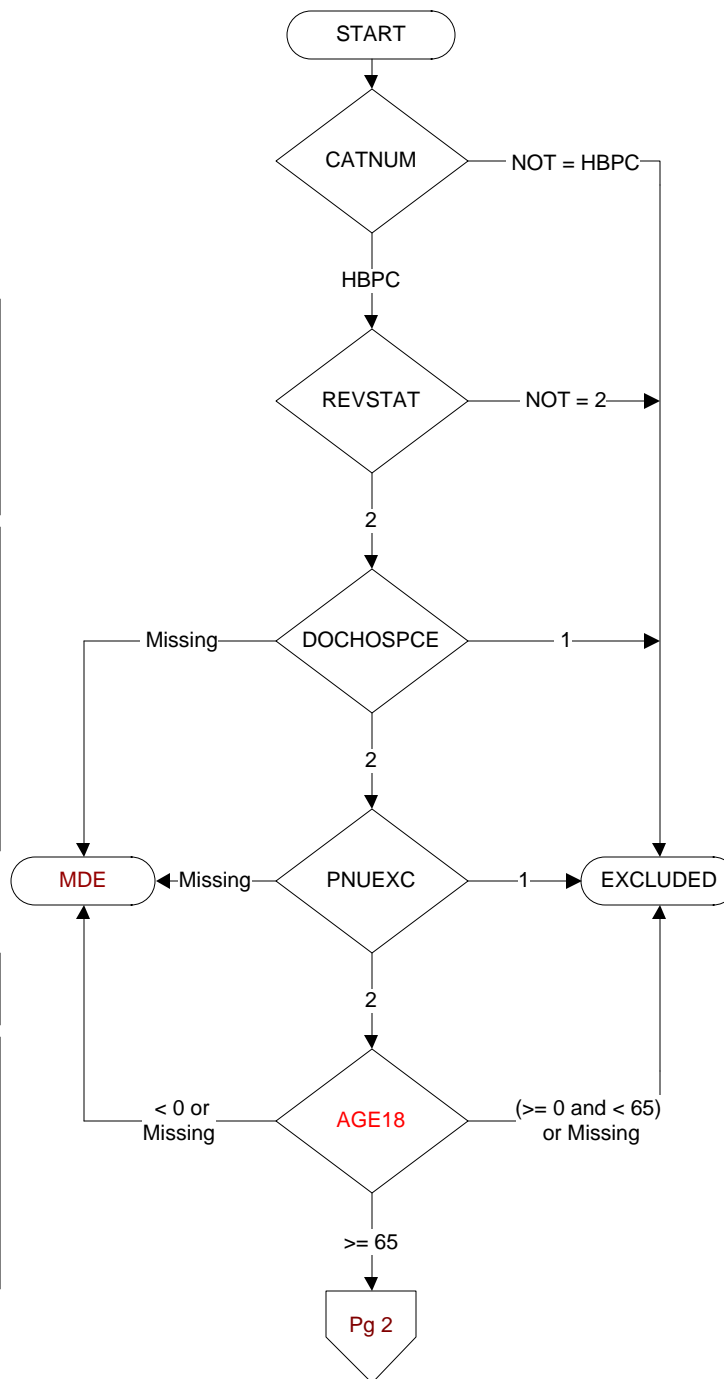 START
CATNUM
NOT = HBPC
HBPC
REVSTAT
NOT = 2
2
Missing
DOCHOSPCE
1
2
MDE
Missing
PNUEXC
1
EXCLUDED
2
< 0 or
Missing
AGE18
(>= 0 and < 65)
or Missing
>= 65
Pg 2